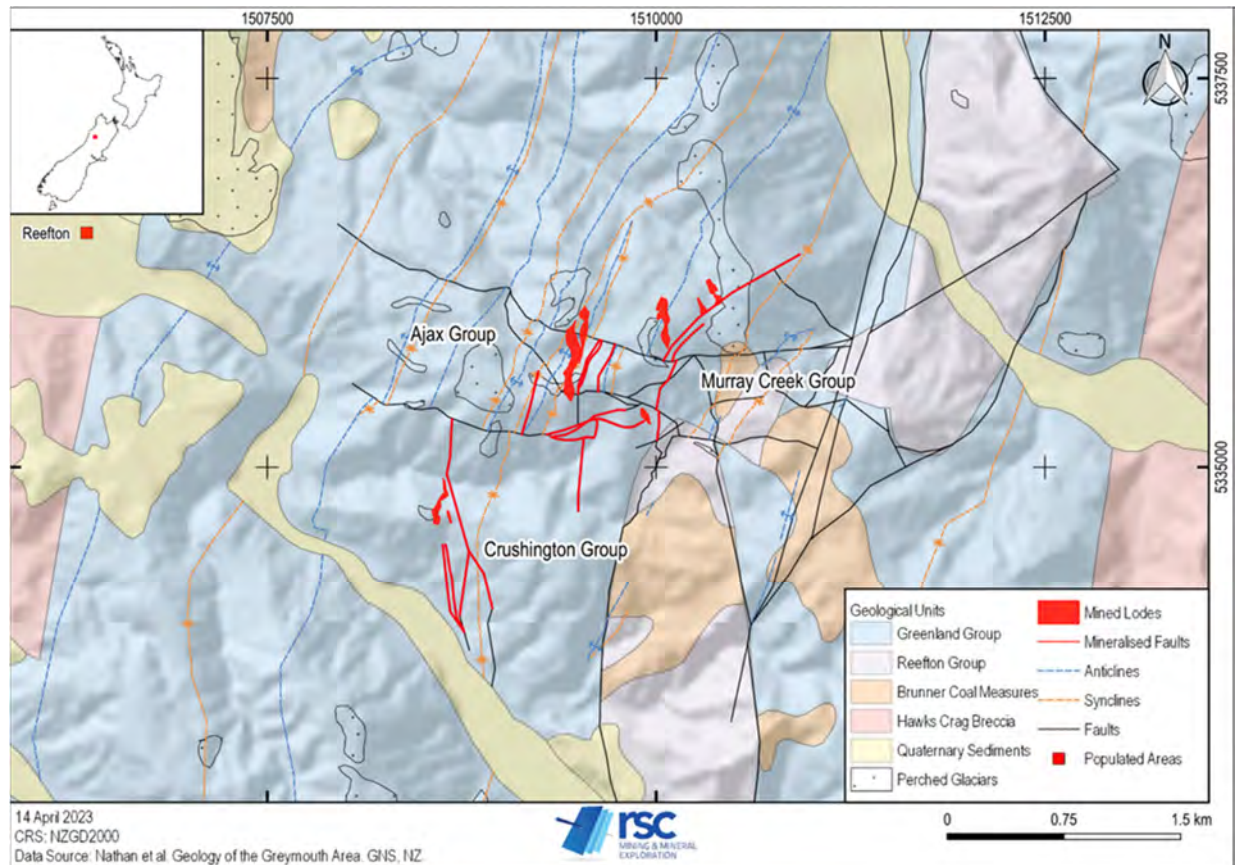 1507500
1510000
1512500
N
5337500
Reefton
Ajax Group
Murray Creek Group
5335000
Crushington Group
Geological Units
Greenland Group
Reefton Group
Brunner Coal Measures
Hawks Crag Breccia
Quaternary Sediments
Perched Glaciars
Mined Lodes
Mineralised Faults
Anticlines
Synclines
Faults
Populated Areas
14 April 2023
CRS: NZGD2000
Data Source: Nathan et al. Geology of the Greymouth Area. GNS, NZ.
rsc
MINING & MINERAL
EXPLORATION
0 0.75 1.5 km